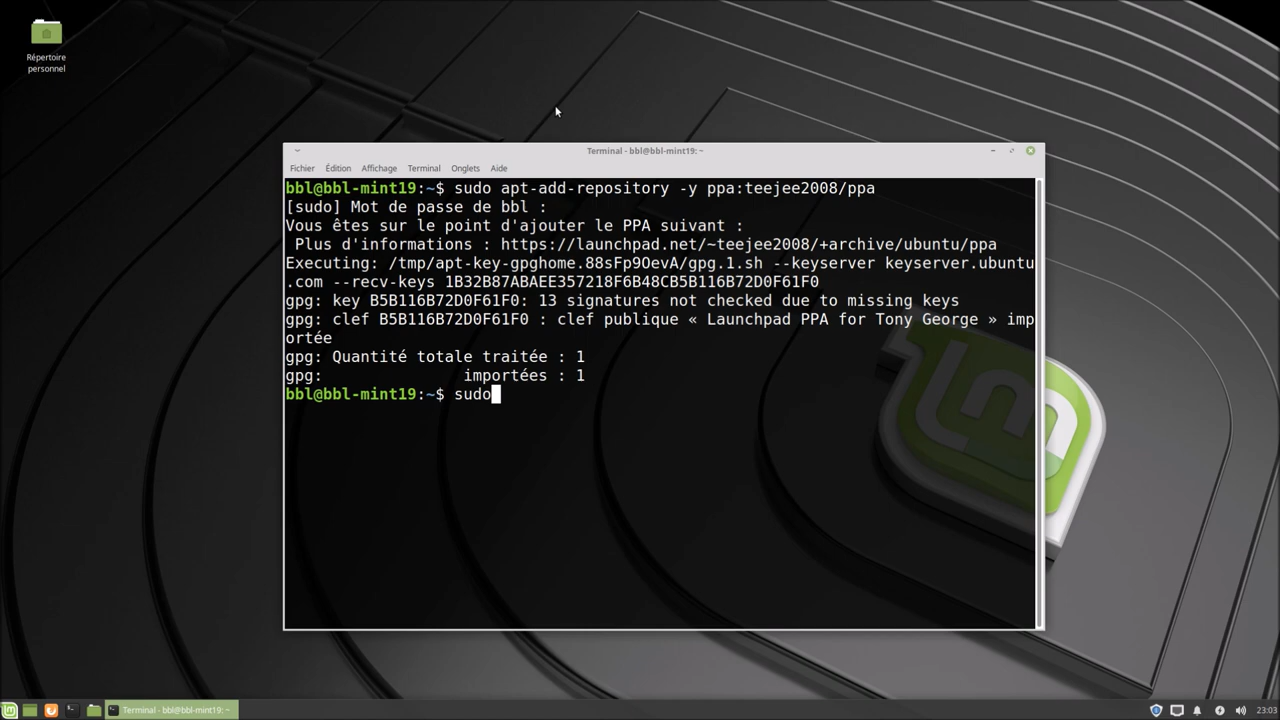 Répertoire
personnel
Terminal - bbl@bbl-mint19: ~
Fichier Édition Affichage Terminal Onglets Aide
bbl@bbl-mint19:~$ sudo apt-add-repository -y ppa:teejee2008/ppa
[sudo] Mot de passe de bbl :
Vous êtes sur le point d'ajouter le PPA suivant :
Plus d'informations : https://launchpad.net/~teejee2008/+archive/ubuntu/ppa
Executing: /tmp/apt-key-gpghome.88sFp9OevA/gpg.1.sh --keyserver keyserver.ubuntu
.com --recv-keys 1B32B87ABAEE357218F6B48CB5B116B72D0F61F0
gpg: key B5B116B72D0F61F0: 13 signatures not checked due to missing keys
gpg: clef B5B116B72D0F61F0 : clef publique « Launchpad PPA for Tony George » imp
ortée
gpg: Quantité totale traitée : 1
gpg: importées : 1
bbl@bbl-mint19:~$ sudo
Terminal - bbl@bbl-mint19: ~
23:03